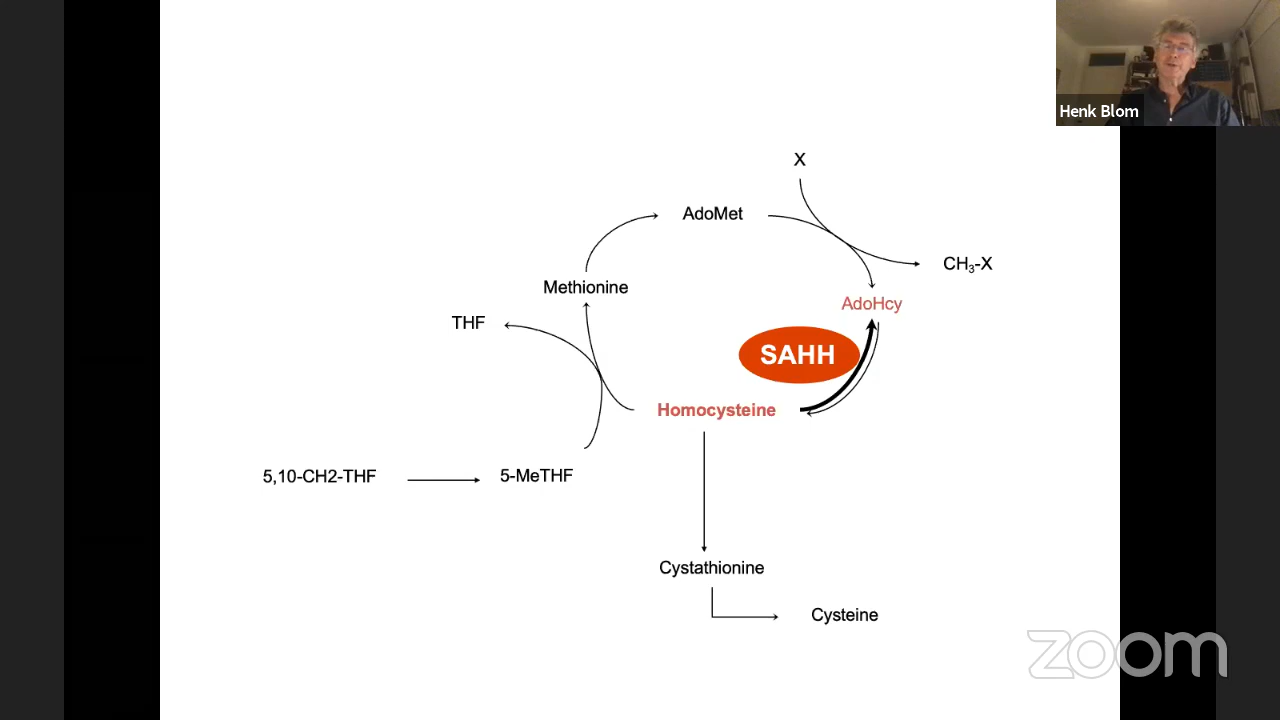 Henk Blom
X
AdoMet
CH3-X
Methionine
AdoHcy
THF
SAHH
Homocysteine
5,10-CH2-THF
5-MeTHF
Cystathionine
Cysteine
zoom